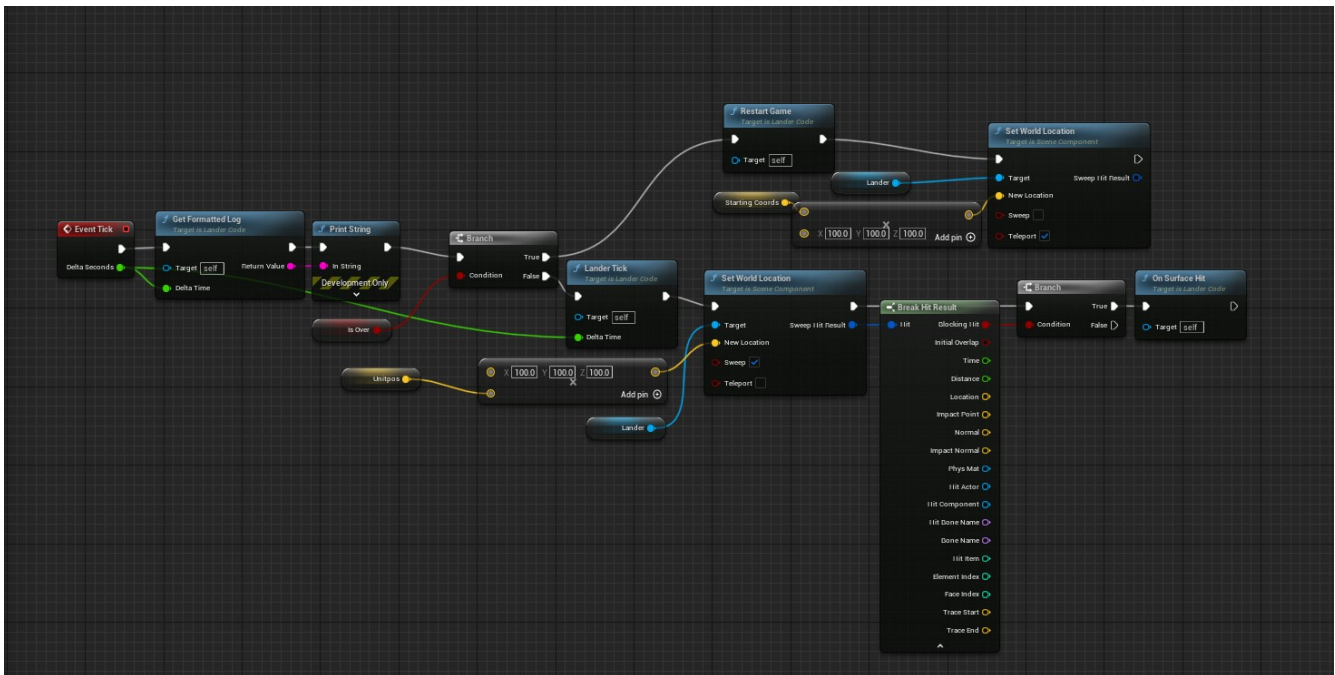 Restart Game
Target is Lander Code
Target self
Set World Location
Target is Scene Component
Target Sweep Hit Result
New Location
Sweep
Teleport
Lander
Starting Coords
X 100.0 Y 100.0 Z 100.0 Add pin
Event Tick
Delta Seconds
Get Formatted Log
Target is Lander Code
Target self Return Value
Delta Time
Print String
In String
Development Only
Branch
True
Condition False
Is Over
Lander Tick
Target is Lander Code
Target self
Delta Time
Unitpos
X 100.0 Y 100.0 Z 100.0
Add pin
Lander
Set World Location
Target is Scene Component
Target Sweep Hit Result
New Location
Sweep
Teleport
Break Hit Result
Hit Blocking Hit
Initial Overlap
Time
Distance
Location
Impact Point
Normal
Impact Normal
Phys Mat
Hit Actor
Hit Component
Hit Bone Name
Bone Name
Hit Item
Element Index
Face Index
Trace Start
Trace End
Branch
True
Condition False
On Surface Hit
Target is Lander Code
Target self